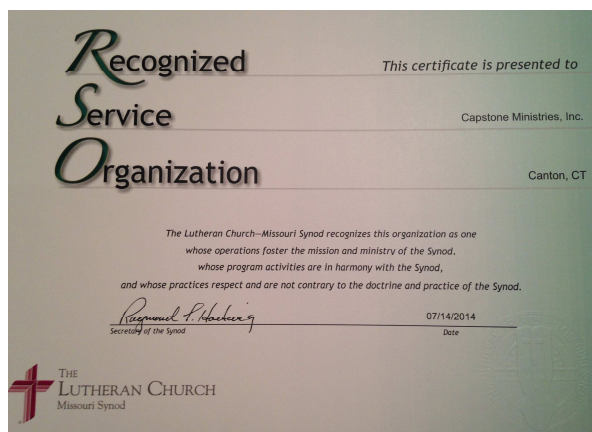 Recognized
Service
Organization
This certificate is presented to
Capstone Ministries, Inc.
Canton, CT
The Lutheran Church—Missouri Synod recognizes this organization as one
whose operations foster the mission and ministry of the Synod.
whose program activities are in harmony with the Synod,
and whose practices respect and are not contrary to the doctrine and practice of the Synod.
Raymond L. Hartwig
07/14/2014
Secretary of the Synod
Date
THE
LUTHERAN CHURCH
Missouri Synod